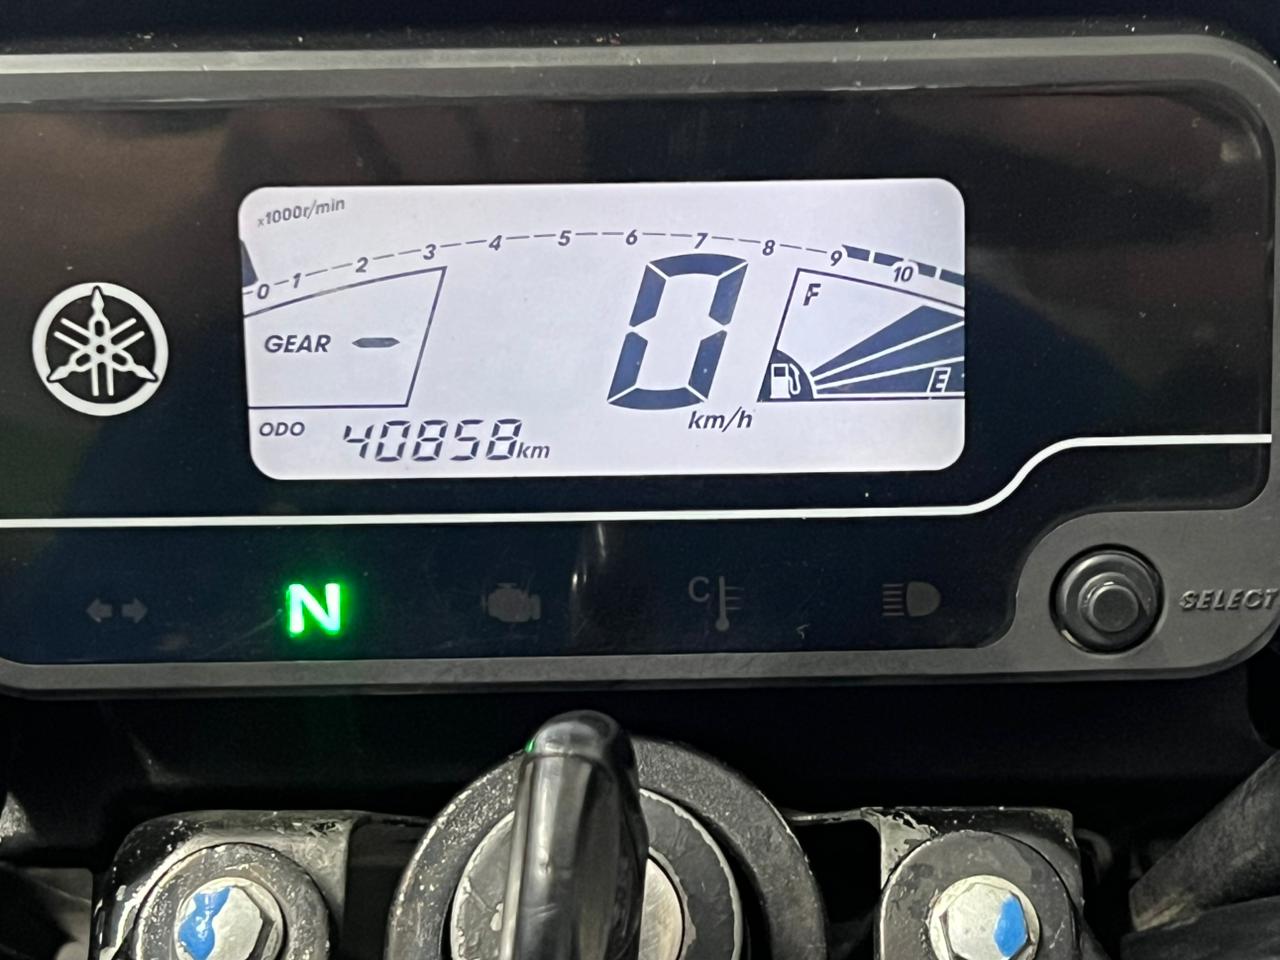 x1000r/min
0 1 2 3 4 5 6 7 8 9 10
F
GEAR -
0
E
km/h
ODO 40858km
N
C
SELECT